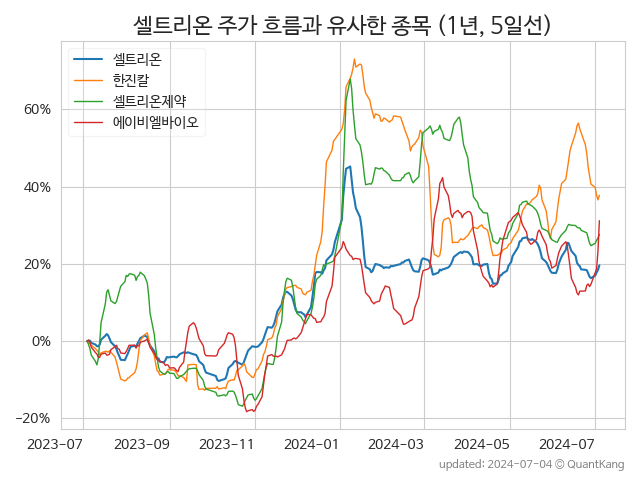 셀트리온 주가 흐름과 유사한 종목 (1년, 5일선)
셀트리온
한진칼
셀트리온제약
에이비엘바이오
60%
40%
20%
0%
−20%
2023-07 2023-09 2023-11 2024-01 2024-03 2024-05 2024-07
updated: 2024-07-04 © QuantKang